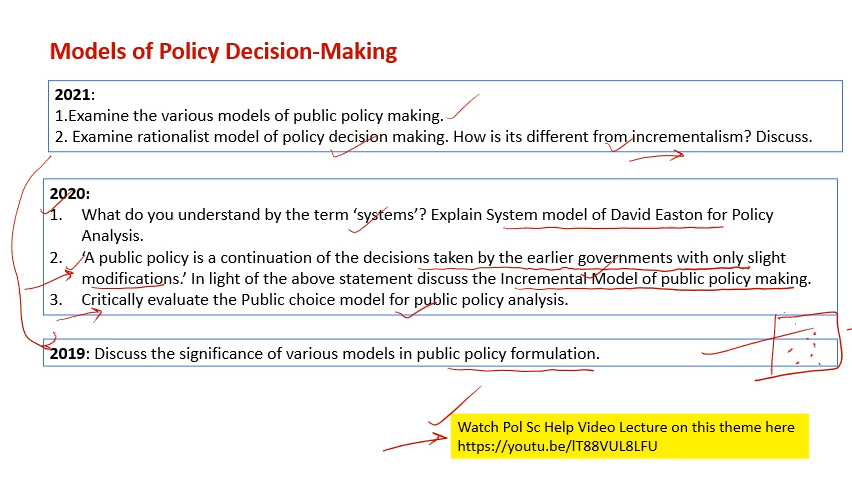 Models of Policy Decision-Making
2021:
1.Examine the various models of public policy making.
2. Examine rationalist model of policy decision making. How is its different from incrementalism? Discuss.
2020:
1. What do you understand by the term ‘systems’? Explain System model of David Easton for Policy
Analysis.
2. ‘A public policy is a continuation of the decisions taken by the earlier governments with only slight
modifications.’ In light of the above statement discuss the Incremental Model of public policy making.
3. Critically evaluate the Public choice model for public policy analysis.
2019: Discuss the significance of various models in public policy formulation.
Watch Pol Sc Help Video Lecture on this theme here
https://youtu.be/lT88VUL8LFU